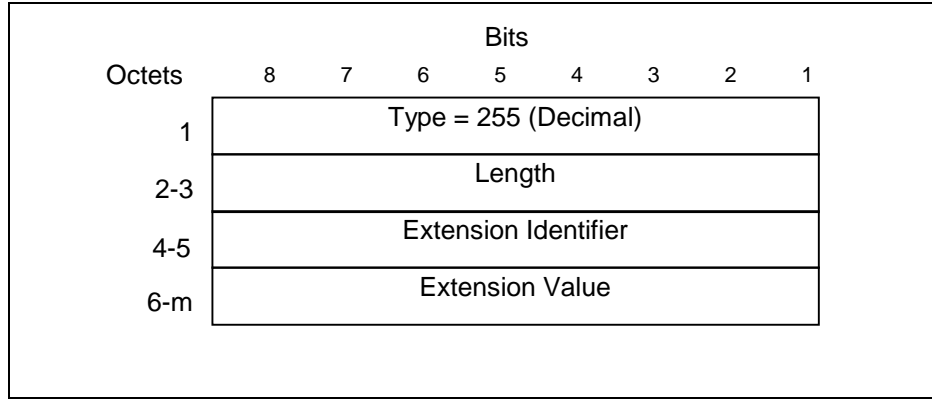 Bits
Octets 8 7 6 5 4 3 2 1
1 Type = 255 (Decimal)
2-3 Length
4-5 Extension Identifier
6-m Extension Value